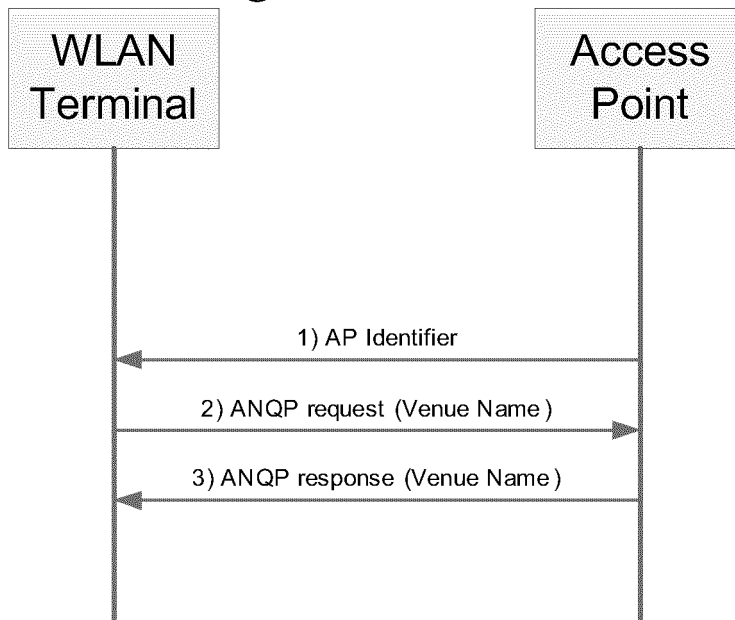 WLAN
Terminal
Access
Point
1) AP Identifier
2) ANQP request (Venue Name)
3) ANQP response (Venue Name)